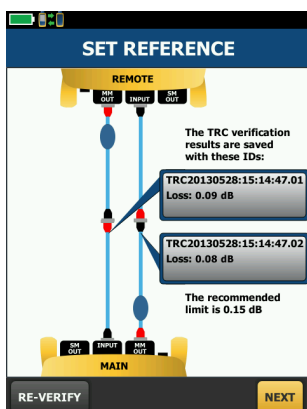 SET REFERENCE
REMOTE
MM OUT
INPUT
SM OUT
The TRC verification
results are saved
with these IDs:
TRC20130528:15:14:47.01
Loss: 0.09 dB
TRC20130528:15:14:47.02
Loss: 0.08 dB
The recommended
limit is 0.15 dB
SM OUT
INPUT
MM OUT
MAIN
RE-VERIFY
NEXT